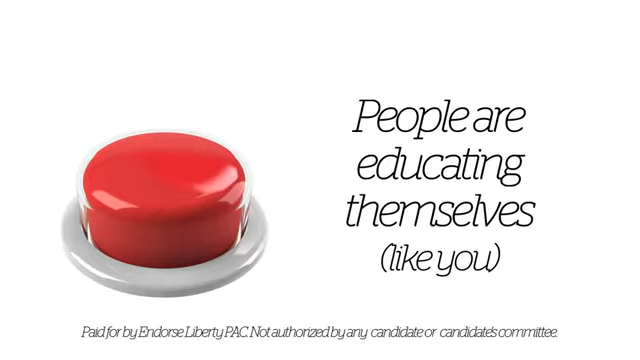 People are
educating
themselves
(like you)
Paid for by Endorse Liberty PAC. Not authorized by any candidate or candidate's committee.